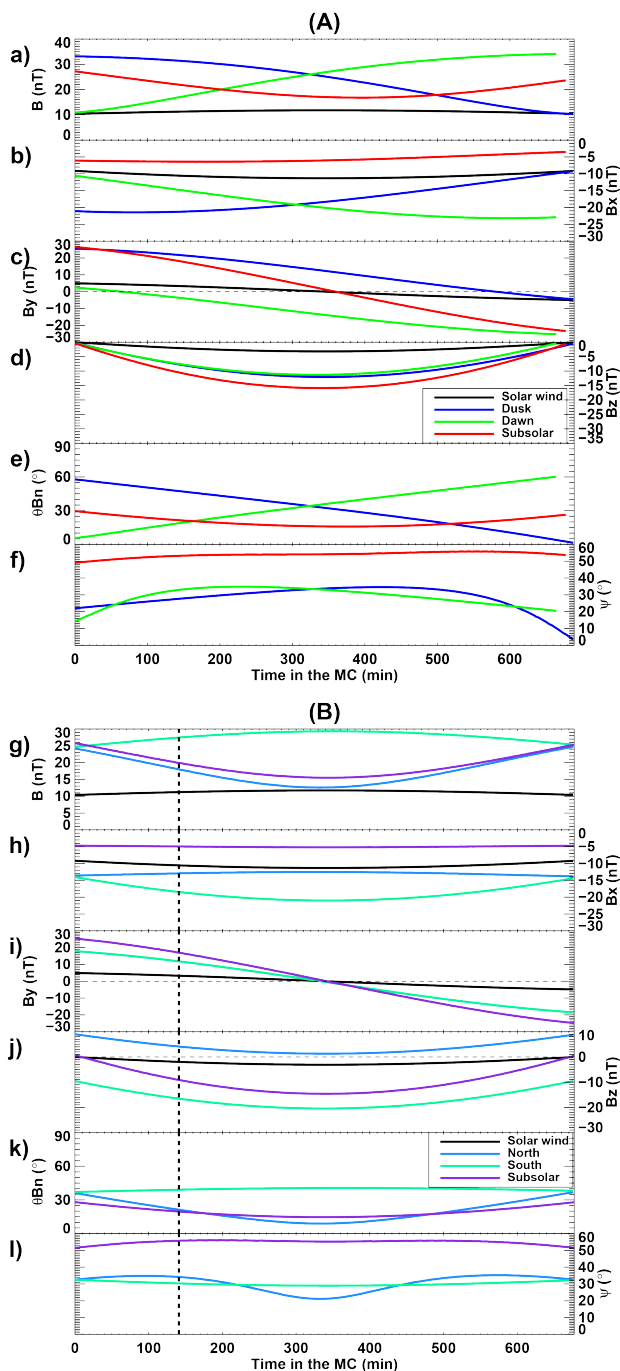 (A)
a)
B (nT)
40
30
20
10
0
b)
0
−5
−10
−15
−20
−25
−30
Bx (nT)
c)
By (nT)
30
20
10
0
−10
−20
−30
d)
0
−5
−10
−15
−20
−25
−30
−35
Bz (nT)
Solar wind
Dusk
Dawn
Subsolar
e)
θBn (°)
90
60
30
0
f)
60
50
40
30
20
10
0
ψ (°)
0 100 200 300 400 500 600
Time in the MC (min)
(B)
g)
B (nT)
30
25
20
15
10
5
0
h)
0
−5
−10
−15
−20
−25
−30
Bx (nT)
i)
By (nT)
30
20
10
0
−10
−20
−30
j)
10
0
−10
−20
−30
Bz (nT)
k)
θBn (°)
90
60
30
0
Solar wind
North
South
Subsolar
l)
60
50
40
30
20
10
0
ψ (°)
0 100 200 300 400 500 600
Time in the MC (min)